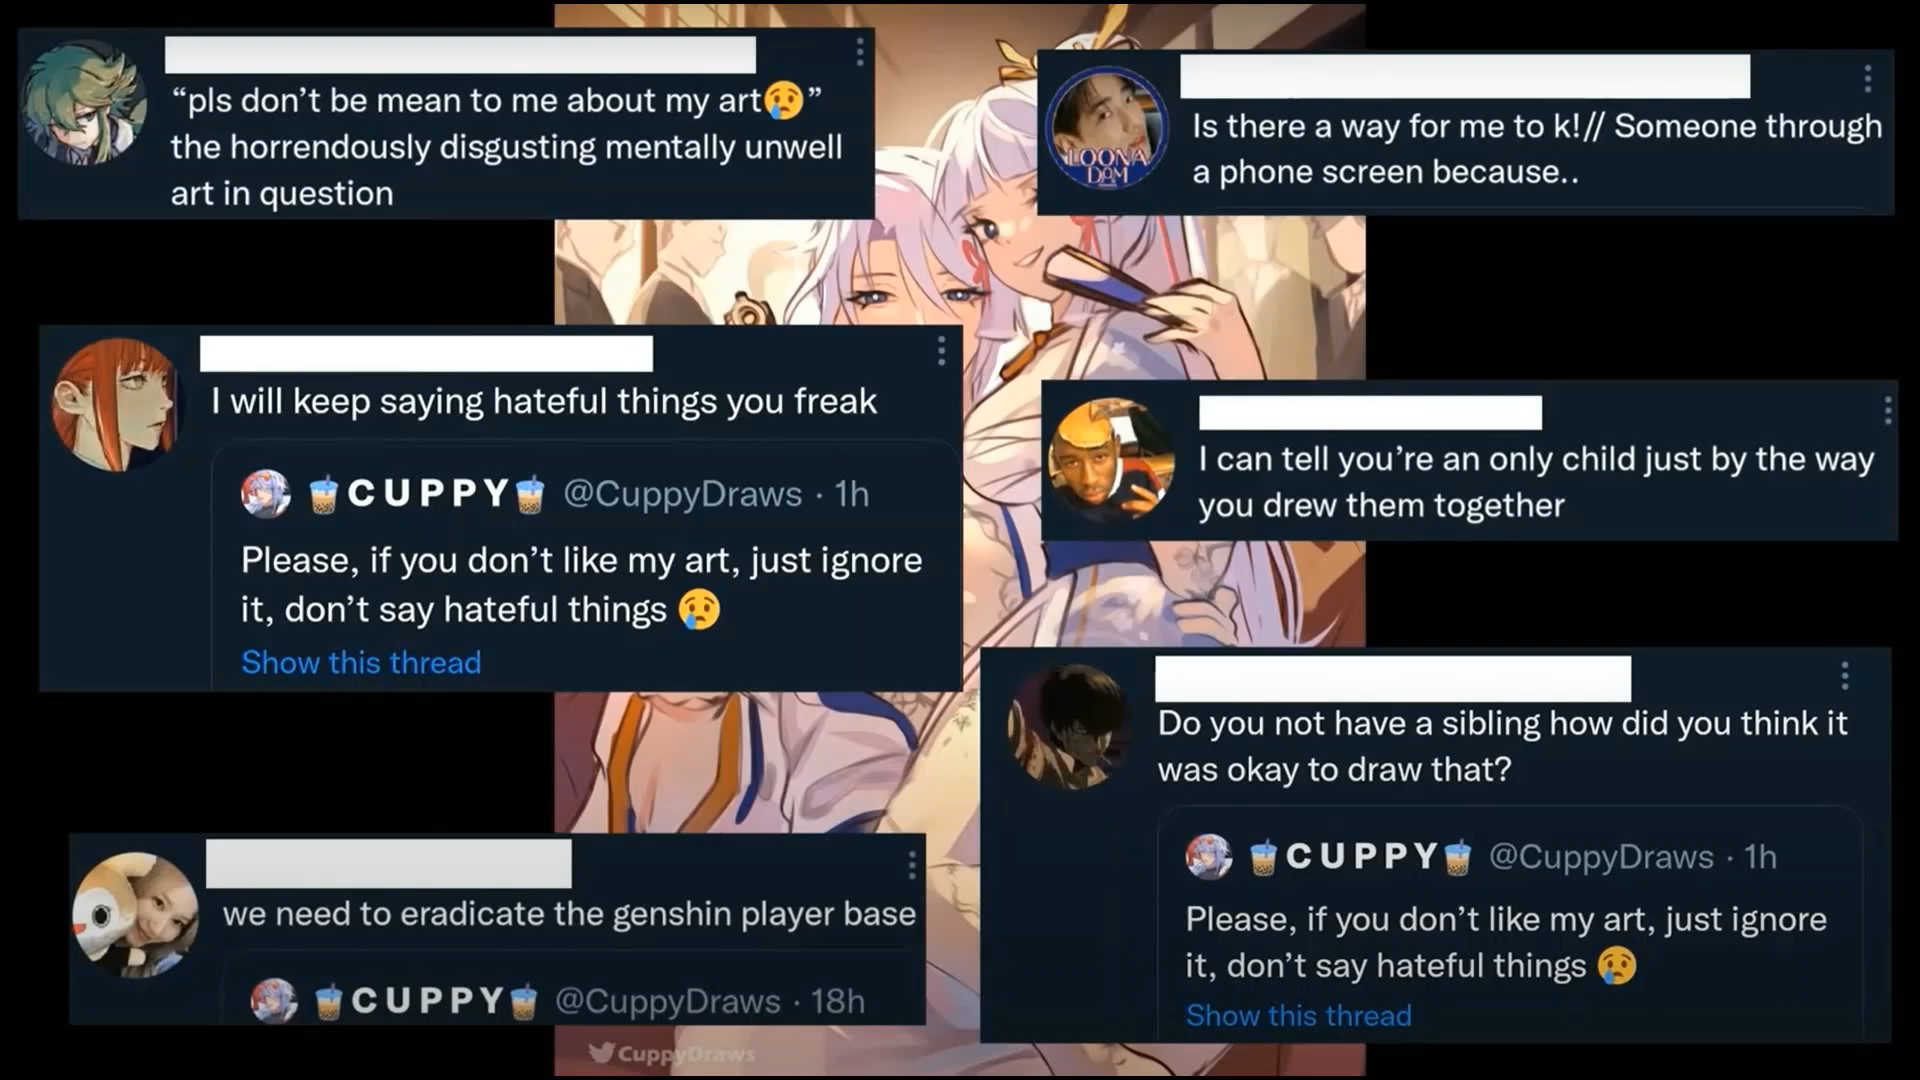 “pls don’t be mean to me about my art😢”
the horrendously disgusting mentally unwell
art in question
LOONA
DAM
Is there a way for me to k!// Someone through
a phone screen because..
I will keep saying hateful things you freak
🧋CUPPY🧋 @CuppyDraws · 1h
Please, if you don’t like my art, just ignore
it, don’t say hateful things 😢
Show this thread
I can tell you’re an only child just by the way
you drew them together
Do you not have a sibling how did you think it
was okay to draw that?
🧋CUPPY🧋 @CuppyDraws · 1h
Please, if you don’t like my art, just ignore
it, don’t say hateful things 😢
Show this thread
we need to eradicate the genshin player base
🧋CUPPY🧋 @CuppyDraws · 18h
CuppyDraws